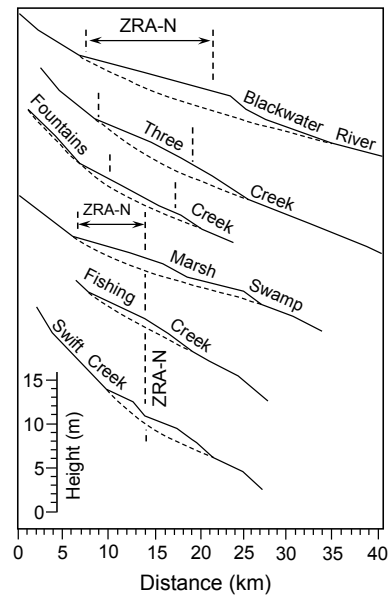 ZRA-N
Blackwater River
Three Creek
Fountains Creek
ZRA-N
Marsh Swamp
Fishing Creek
ZRA-N
Swift Creek
15
10
5
0
Height (m)
0 5 10 15 20 25 30 35 40
Distance (km)